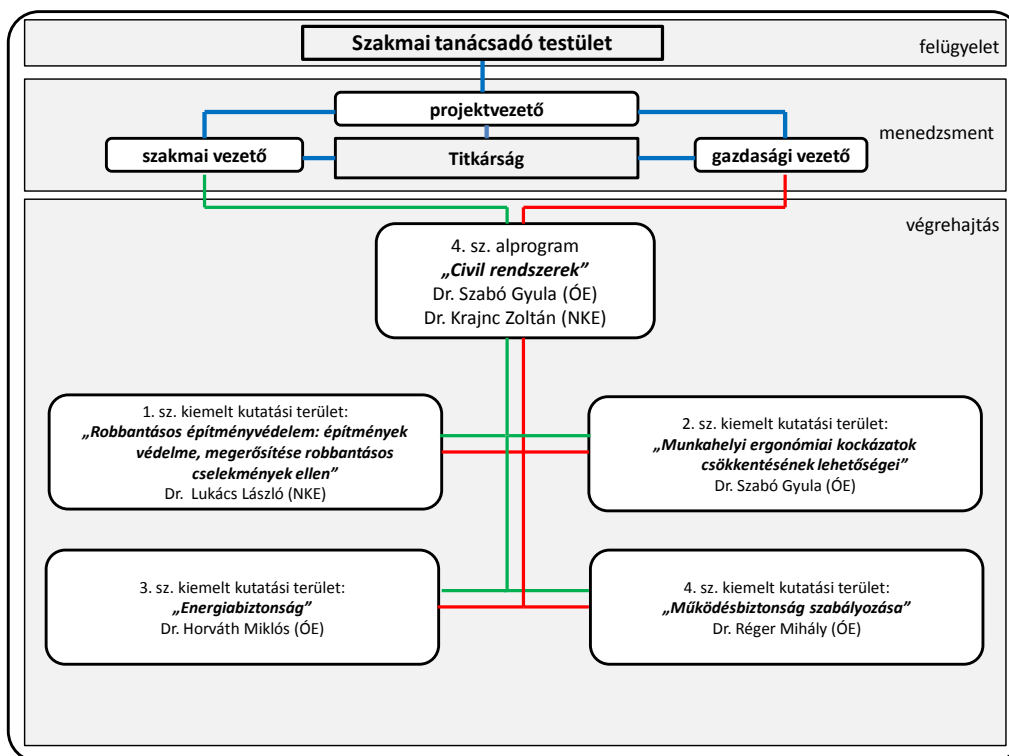 Szakmai tanácsadó testület
felügyelet
projektvezető
menedzsment
szakmai vezető
Titkárság
gazdasági vezető
végrehajtás
4. sz. alprogram
„Civil rendszerek”
Dr. Szabó Gyula (ÓE)
Dr. Krajnc Zoltán (NKE)
1. sz. kiemelt kutatási terület:
„Robbantásos építményvédelem: építmények
védelme, megerősítése robbantásos
cselekmények ellen”
Dr. Lukács László (NKE)
2. sz. kiemelt kutatási terület:
„Munkahelyi ergonómiai kockázatok
csökkentésének lehetőségei”
Dr. Szabó Gyula (ÓE)
3. sz. kiemelt kutatási terület:
„Energiabiztonság”
Dr. Horváth Miklós (ÓE)
4. sz. kiemelt kutatási terület:
„Működésbiztonság szabályozása”
Dr. Réger Mihály (ÓE)